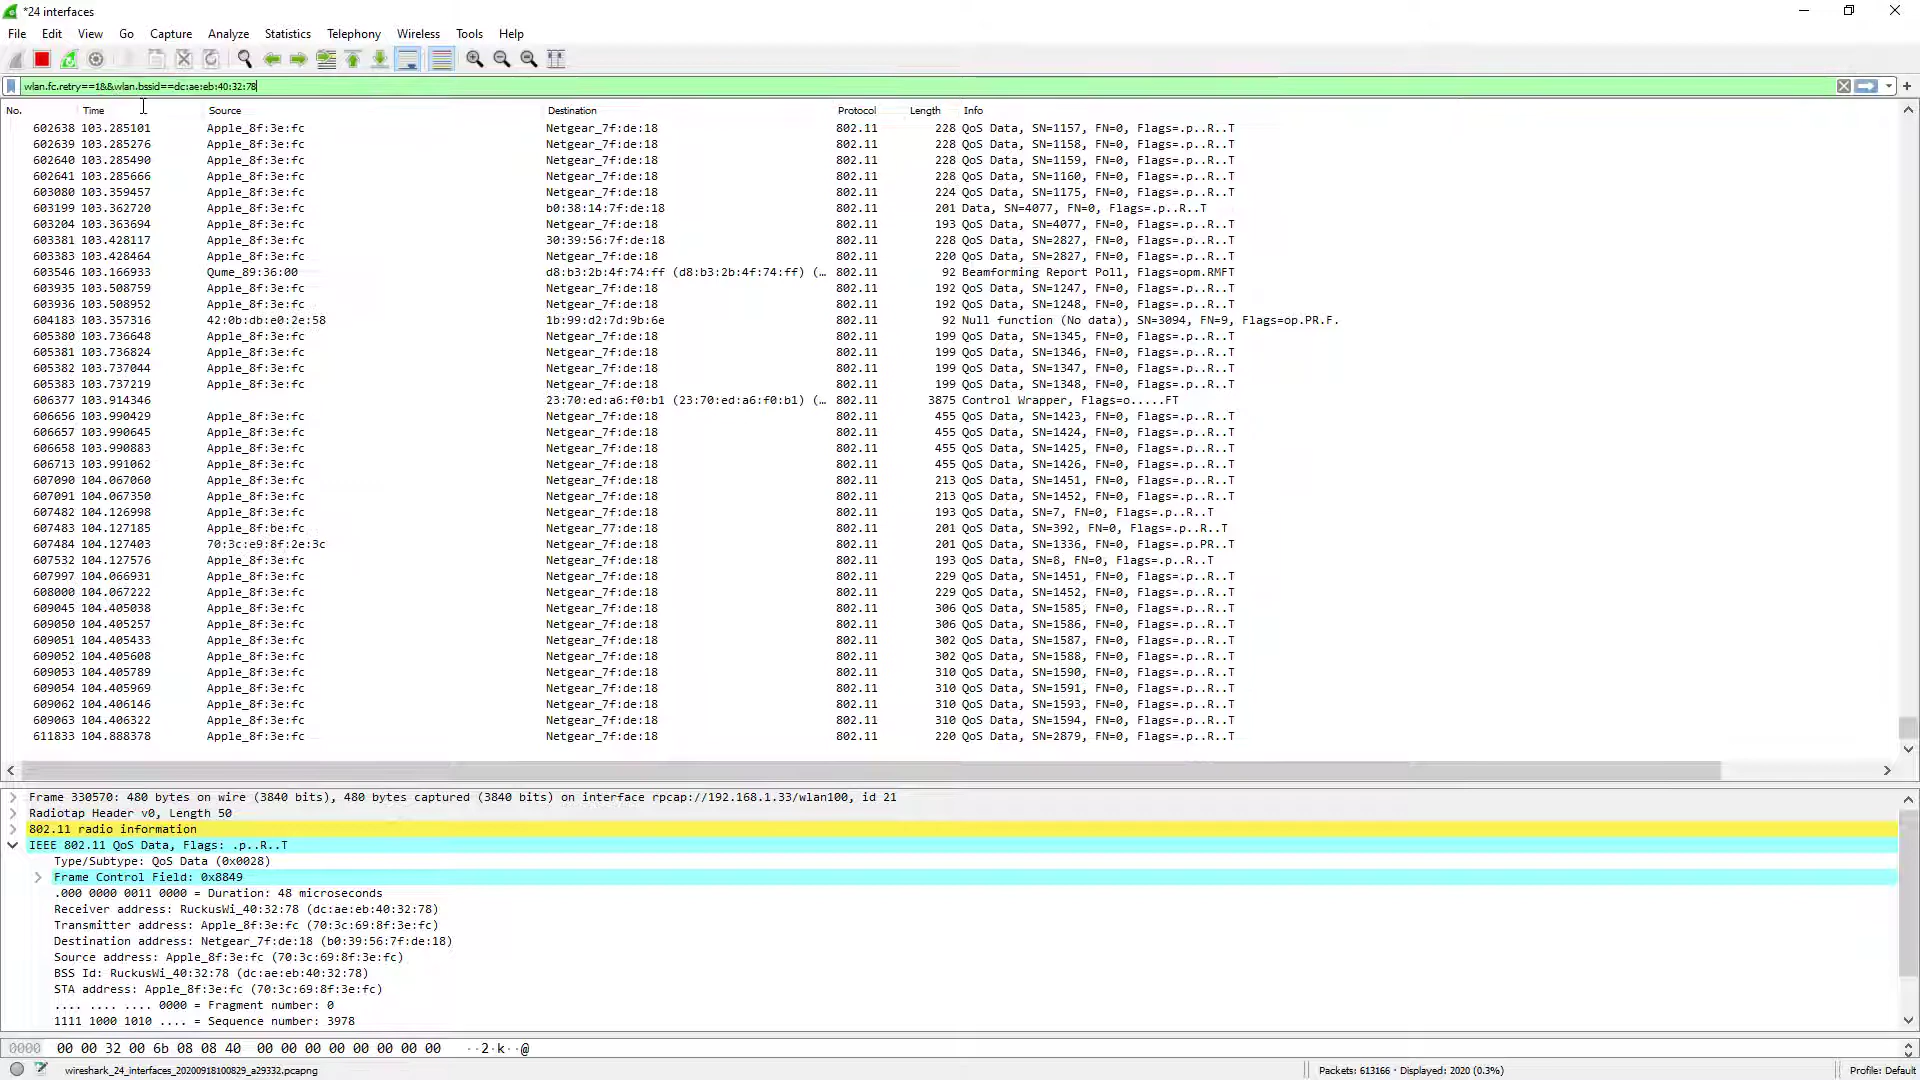 *24 interfaces
File Edit View Go Capture Analyze Statistics Telephony Wireless Tools Help
wlan.fc.retry==1&&wlan.bssid==dc:ae:eb:40:32:78
No. Time Source Destination Protocol Length Info
602638 103.285101 Apple_8f:3e:fc Netgear_7f:de:18 802.11 228 QoS Data, SN=1157, FN=0, Flags=.p..R..T
602639 103.285276 Apple_8f:3e:fc Netgear_7f:de:18 802.11 228 QoS Data, SN=1158, FN=0, Flags=.p..R..T
602640 103.285490 Apple_8f:3e:fc Netgear_7f:de:18 802.11 228 QoS Data, SN=1159, FN=0, Flags=.p..R..T
602641 103.285666 Apple_8f:3e:fc Netgear_7f:de:18 802.11 228 QoS Data, SN=1160, FN=0, Flags=.p..R..T
603080 103.359457 Apple_8f:3e:fc Netgear_7f:de:18 802.11 224 QoS Data, SN=1175, FN=0, Flags=.p..R..T
603199 103.362720 Apple_8f:3e:fc b0:38:14:7f:de:18 802.11 201 Data, SN=4077, FN=0, Flags=.p..R..T
603204 103.363694 Apple_8f:3e:fc Netgear_7f:de:18 802.11 193 QoS Data, SN=4077, FN=0, Flags=.p..R..T
603381 103.428117 Apple_8f:3e:fc 30:39:56:7f:de:18 802.11 228 QoS Data, SN=2827, FN=0, Flags=.p..R..T
603383 103.428464 Apple_8f:3e:fc Netgear_7f:de:18 802.11 220 QoS Data, SN=2827, FN=0, Flags=.p..R..T
603546 103.166933 Qume_89:36:00 d8:b3:2b:4f:74:ff (d8:b3:2b:4f:74:ff) (… 802.11 92 Beamforming Report Poll, Flags=opm.RMFT
603935 103.508759 Apple_8f:3e:fc Netgear_7f:de:18 802.11 192 QoS Data, SN=1247, FN=0, Flags=.p..R..T
603936 103.508952 Apple_8f:3e:fc Netgear_7f:de:18 802.11 192 QoS Data, SN=1248, FN=0, Flags=.p..R..T
604183 103.357316 42:0b:db:e0:2e:58 1b:99:d2:7d:9b:6e 802.11 92 Null function (No data), SN=3094, FN=9, Flags=op.PR.F.
605380 103.736648 Apple_8f:3e:fc Netgear_7f:de:18 802.11 199 QoS Data, SN=1345, FN=0, Flags=.p..R..T
605381 103.736824 Apple_8f:3e:fc Netgear_7f:de:18 802.11 199 QoS Data, SN=1346, FN=0, Flags=.p..R..T
605382 103.737044 Apple_8f:3e:fc Netgear_7f:de:18 802.11 199 QoS Data, SN=1347, FN=0, Flags=.p..R..T
605383 103.737219 Apple_8f:3e:fc Netgear_7f:de:18 802.11 199 QoS Data, SN=1348, FN=0, Flags=.p..R..T
606377 103.914346 23:70:ed:a6:f0:b1 (23:70:ed:a6:f0:b1) (… 802.11 3875 Control Wrapper, Flags=o.....FT
606656 103.990429 Apple_8f:3e:fc Netgear_7f:de:18 802.11 455 QoS Data, SN=1423, FN=0, Flags=.p..R..T
606657 103.990645 Apple_8f:3e:fc Netgear_7f:de:18 802.11 455 QoS Data, SN=1424, FN=0, Flags=.p..R..T
606658 103.990883 Apple_8f:3e:fc Netgear_7f:de:18 802.11 455 QoS Data, SN=1425, FN=0, Flags=.p..R..T
606713 103.991062 Apple_8f:3e:fc Netgear_7f:de:18 802.11 455 QoS Data, SN=1426, FN=0, Flags=.p..R..T
607090 104.067060 Apple_8f:3e:fc Netgear_7f:de:18 802.11 213 QoS Data, SN=1451, FN=0, Flags=.p..R..T
607091 104.067350 Apple_8f:3e:fc Netgear_7f:de:18 802.11 213 QoS Data, SN=1452, FN=0, Flags=.p..R..T
607482 104.126998 Apple_8f:3e:fc Netgear_7f:de:18 802.11 193 QoS Data, SN=7, FN=0, Flags=.p..R..T
607483 104.127185 Apple_8f:be:fc Netgear_77:de:18 802.11 201 QoS Data, SN=392, FN=0, Flags=.p..R..T
607484 104.127403 70:3c:e9:8f:2e:3c Netgear_7f:de:18 802.11 201 QoS Data, SN=1336, FN=0, Flags=.p.PR..T
607532 104.127576 Apple_8f:3e:fc Netgear_7f:de:18 802.11 193 QoS Data, SN=8, FN=0, Flags=.p..R..T
607997 104.066931 Apple_8f:3e:fc Netgear_7f:de:18 802.11 229 QoS Data, SN=1451, FN=0, Flags=.p..R..T
608000 104.067222 Apple_8f:3e:fc Netgear_7f:de:18 802.11 229 QoS Data, SN=1452, FN=0, Flags=.p..R..T
609045 104.405038 Apple_8f:3e:fc Netgear_7f:de:18 802.11 306 QoS Data, SN=1585, FN=0, Flags=.p..R..T
609050 104.405257 Apple_8f:3e:fc Netgear_7f:de:18 802.11 306 QoS Data, SN=1586, FN=0, Flags=.p..R..T
609051 104.405433 Apple_8f:3e:fc Netgear_7f:de:18 802.11 302 QoS Data, SN=1587, FN=0, Flags=.p..R..T
609052 104.405608 Apple_8f:3e:fc Netgear_7f:de:18 802.11 302 QoS Data, SN=1588, FN=0, Flags=.p..R..T
609053 104.405789 Apple_8f:3e:fc Netgear_7f:de:18 802.11 310 QoS Data, SN=1590, FN=0, Flags=.p..R..T
609054 104.405969 Apple_8f:3e:fc Netgear_7f:de:18 802.11 310 QoS Data, SN=1591, FN=0, Flags=.p..R..T
609062 104.406146 Apple_8f:3e:fc Netgear_7f:de:18 802.11 310 QoS Data, SN=1593, FN=0, Flags=.p..R..T
609063 104.406322 Apple_8f:3e:fc Netgear_7f:de:18 802.11 310 QoS Data, SN=1594, FN=0, Flags=.p..R..T
611833 104.888378 Apple_8f:3e:fc Netgear_7f:de:18 802.11 220 QoS Data, SN=2879, FN=0, Flags=.p..R..T
Frame 330570: 480 bytes on wire (3840 bits), 480 bytes captured (3840 bits) on interface rpcap://192.168.1.33/wlan100, id 21
Radiotap Header v0, Length 50
802.11 radio information
IEEE 802.11 QoS Data, Flags: .p..R..T
Type/Subtype: QoS Data (0x0028)
Frame Control Field: 0x8849
.000 0000 0011 0000 = Duration: 48 microseconds
Receiver address: RuckusWi_40:32:78 (dc:ae:eb:40:32:78)
Transmitter address: Apple_8f:3e:fc (70:3c:69:8f:3e:fc)
Destination address: Netgear_7f:de:18 (b0:39:56:7f:de:18)
Source address: Apple_8f:3e:fc (70:3c:69:8f:3e:fc)
BSS Id: RuckusWi_40:32:78 (dc:ae:eb:40:32:78)
STA address: Apple_8f:3e:fc (70:3c:69:8f:3e:fc)
.... .... .... 0000 = Fragment number: 0
1111 1000 1010 .... = Sequence number: 3978
0000 00 00 32 00 6b 08 08 40 00 00 00 00 00 00 00 00 ··2·k··@
wireshark_24_interfaces_20200918100829_a29332.pcapng Packets: 613166 · Displayed: 2020 (0.3%) Profile: Default